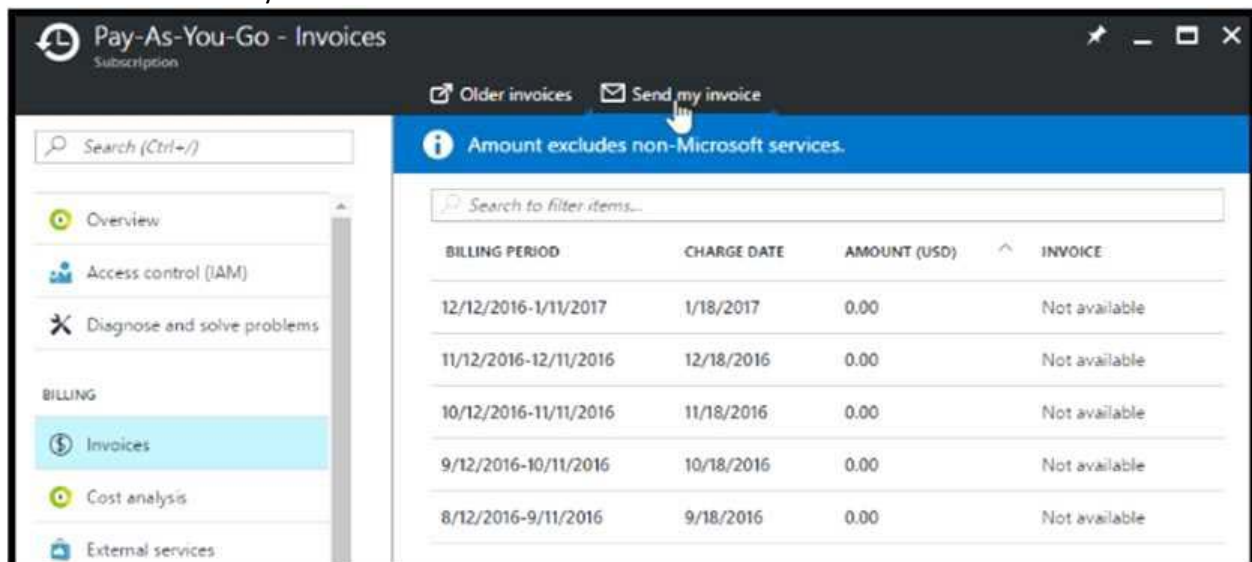 Pay-As-You-Go - Invoices
Subscription
Older invoices Send my invoice
Search (Ctrl+/)
Overview
Access control (IAM)
Diagnose and solve problems
BILLING
Invoices
Cost analysis
External services
Amount excludes non-Microsoft services.
Search to filter items...
BILLING PERIOD CHARGE DATE AMOUNT (USD) INVOICE
12/12/2016-1/11/2017 1/18/2017 0.00 Not available
11/12/2016-12/11/2016 12/18/2016 0.00 Not available
10/12/2016-11/11/2016 11/18/2016 0.00 Not available
9/12/2016-10/11/2016 10/18/2016 0.00 Not available
8/12/2016-9/11/2016 9/18/2016 0.00 Not available